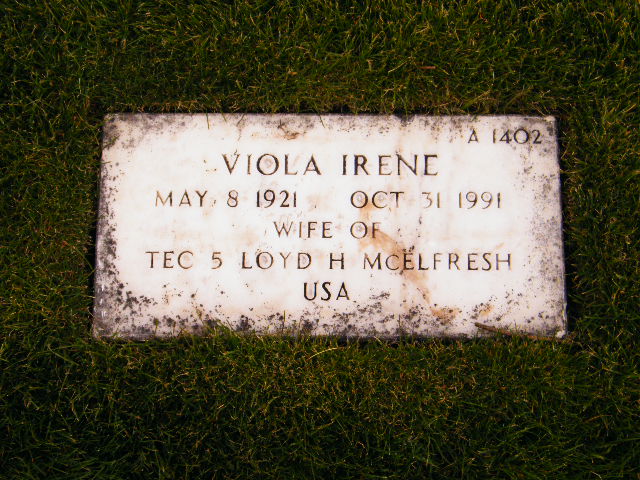 A 1402
VIOLA IRENE
MAY 8 1921 OCT 31 1991
WIFE OF
TEC 5 LOYD H MCELFRESH
USA